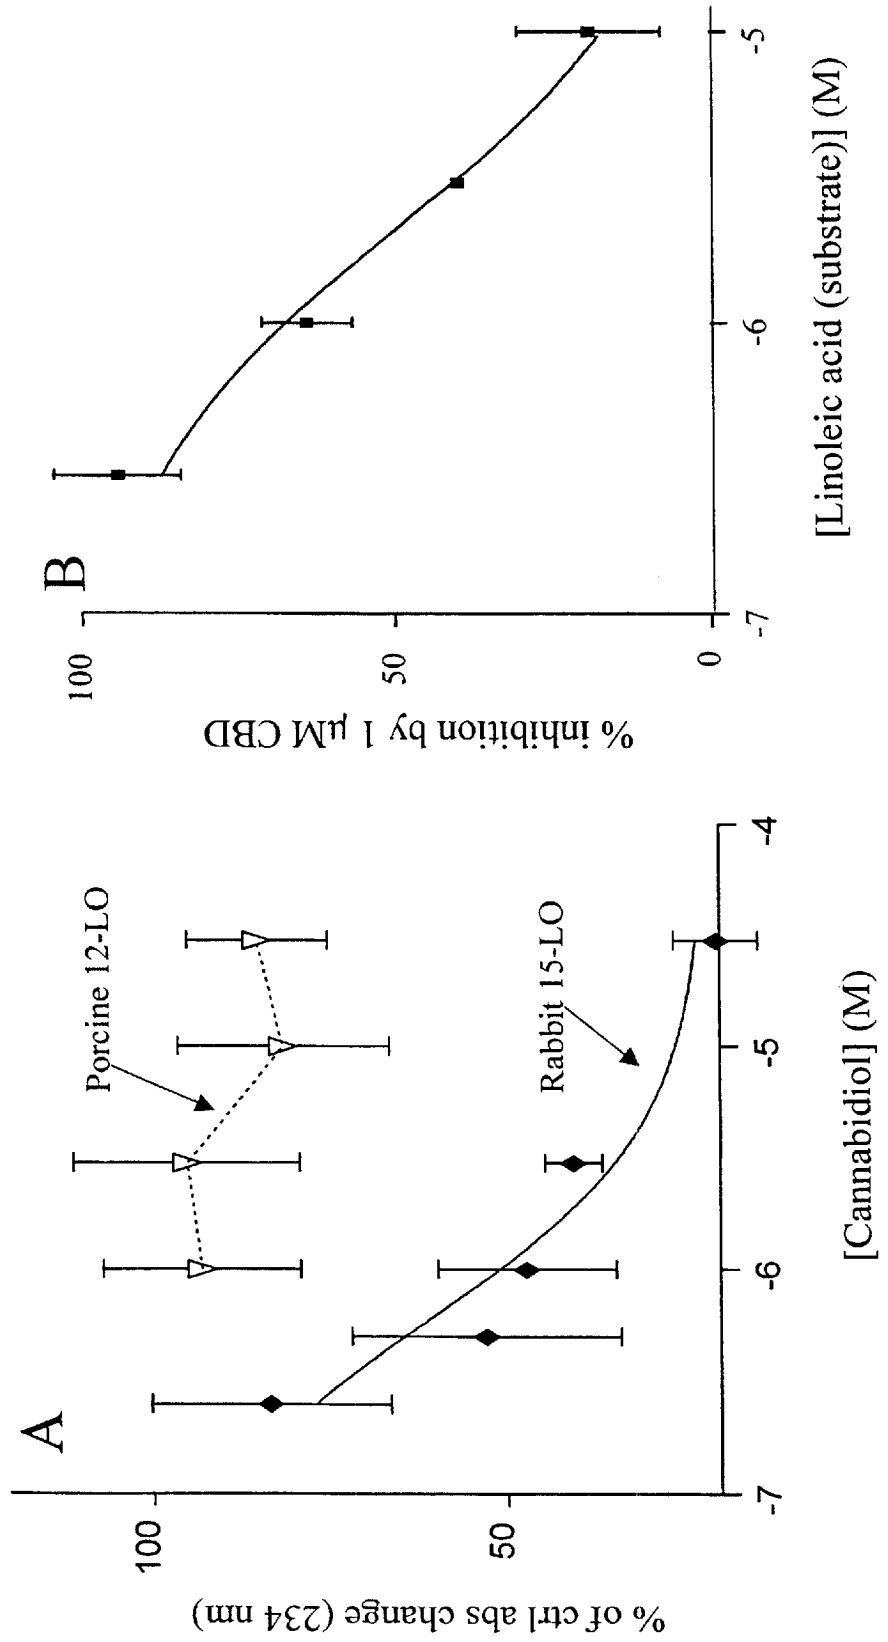 A
% of ctrl abs change (234 nm)
100
50
Porcine 12-LO
Rabbit 15-LO
-7
-6
-5
-4
[Cannabidiol] (M)
B
% inhibition by 1 µM CBD
100
50
0
-7
-6
-5
[Linoleic acid (substrate)] (M)